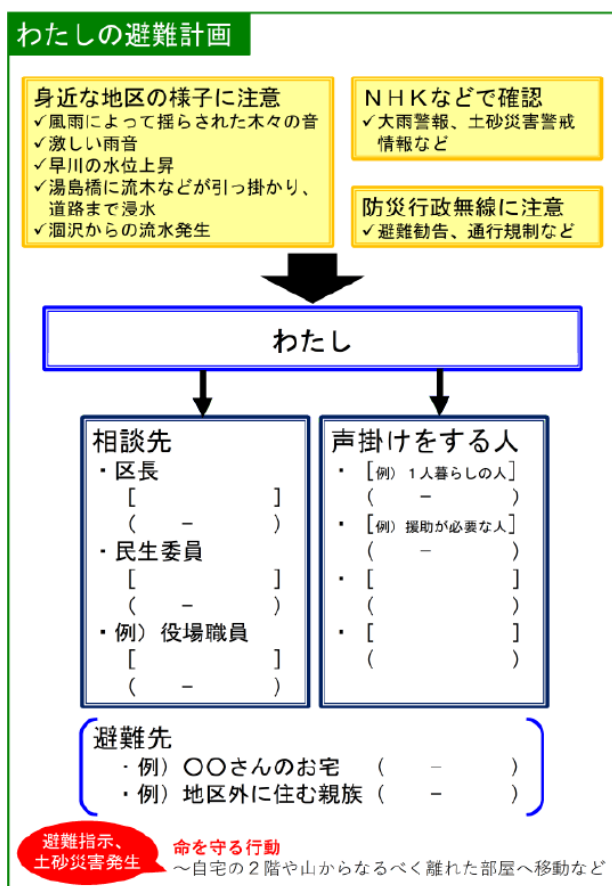 わたしの避難計画
身近な地区の様子に注意
✓風雨によって揺らされた木々の音
✓激しい雨音
✓早川の水位上昇
✓湯島橋に流木などが引っ掛かり、
道路まで浸水
✓涸沢からの流水発生
NHKなどで確認
✓大雨警報、土砂災害警戒
情報など
防災行政無線に注意
✓避難勧告、通行規制など
わたし
相談先
・区長
[　　　　　　]
(　　−　　　)
・民生委員
[　　　　　　]
(　　−　　　)
・例）役場職員
[　　　　　　]
(　　−　　　)
声掛けをする人
・[例）１人暮らしの人]
(　　−　　　)
・[例）援助が必要な人]
(　　−　　　)
・[　　　　　　]
(　　　　　　)
・[　　　　　　]
(　　　　　　)
避難先
・例）〇〇さんのお宅　(　　−　　　)
・例）地区外に住む親族 (　　−　　　)
避難指示、
土砂災害発生
命を守る行動
～自宅の２階や山からなるべく離れた部屋へ移動など